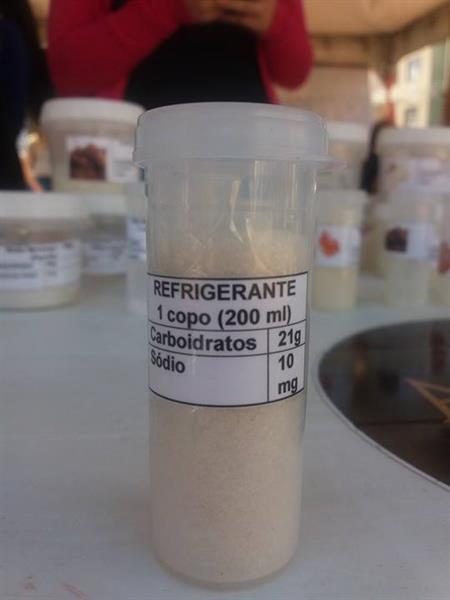 REFRIGERANTE
1 copo (200 ml)
Carboidratos 21g
Sódio 10 mg